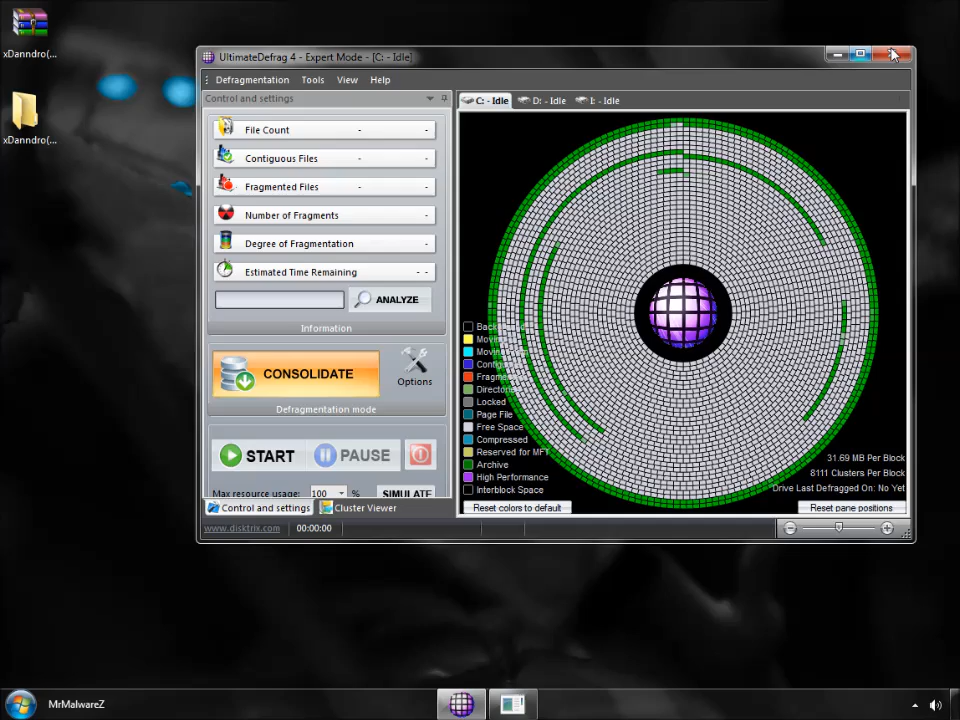 xDanndro(...
xDanndro(...
UltimateDefrag 4 - Expert Mode - [C: - Idle]
Defragmentation Tools View Help
Control and settings
C: - Idle D: - Idle I: - Idle
File Count - -
Contiguous Files - -
Fragmented Files - -
Number of Fragments -
Degree of Fragmentation -
Estimated Time Remaining - -
ANALYZE
Information
CONSOLIDATE
Options
Defragmentation mode
START PAUSE
Max resource usage: 100 % SIMULATE
Control and settings Cluster Viewer
www.disktrix.com 00:00:00
Locked
Page File
Free Space
Compressed
Reserved for MFT
Archive
High Performance
Interblock Space
Reset colors to default
31.69 MB Per Block
8111 Clusters Per Block
Drive Last Defragged On: No Yet
Reset pane positions
MrMalwareZ